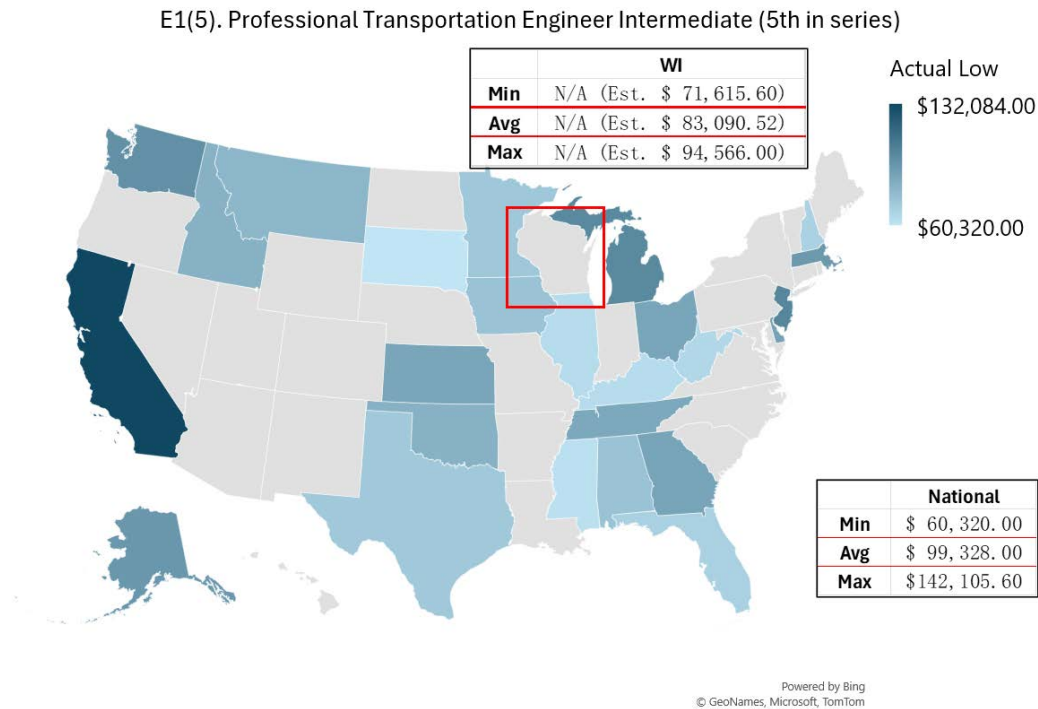 E1(5). Professional Transportation Engineer Intermediate (5th in series)
WI
Min N/A (Est. $ 71,615.60)
Avg N/A (Est. $ 83,090.52)
Max N/A (Est. $ 94,566.00)
Actual Low
$132,084.00
$60,320.00
National
Min $ 60,320.00
Avg $ 99,328.00
Max $142,105.60
Powered by Bing
© GeoNames, Microsoft, TomTom